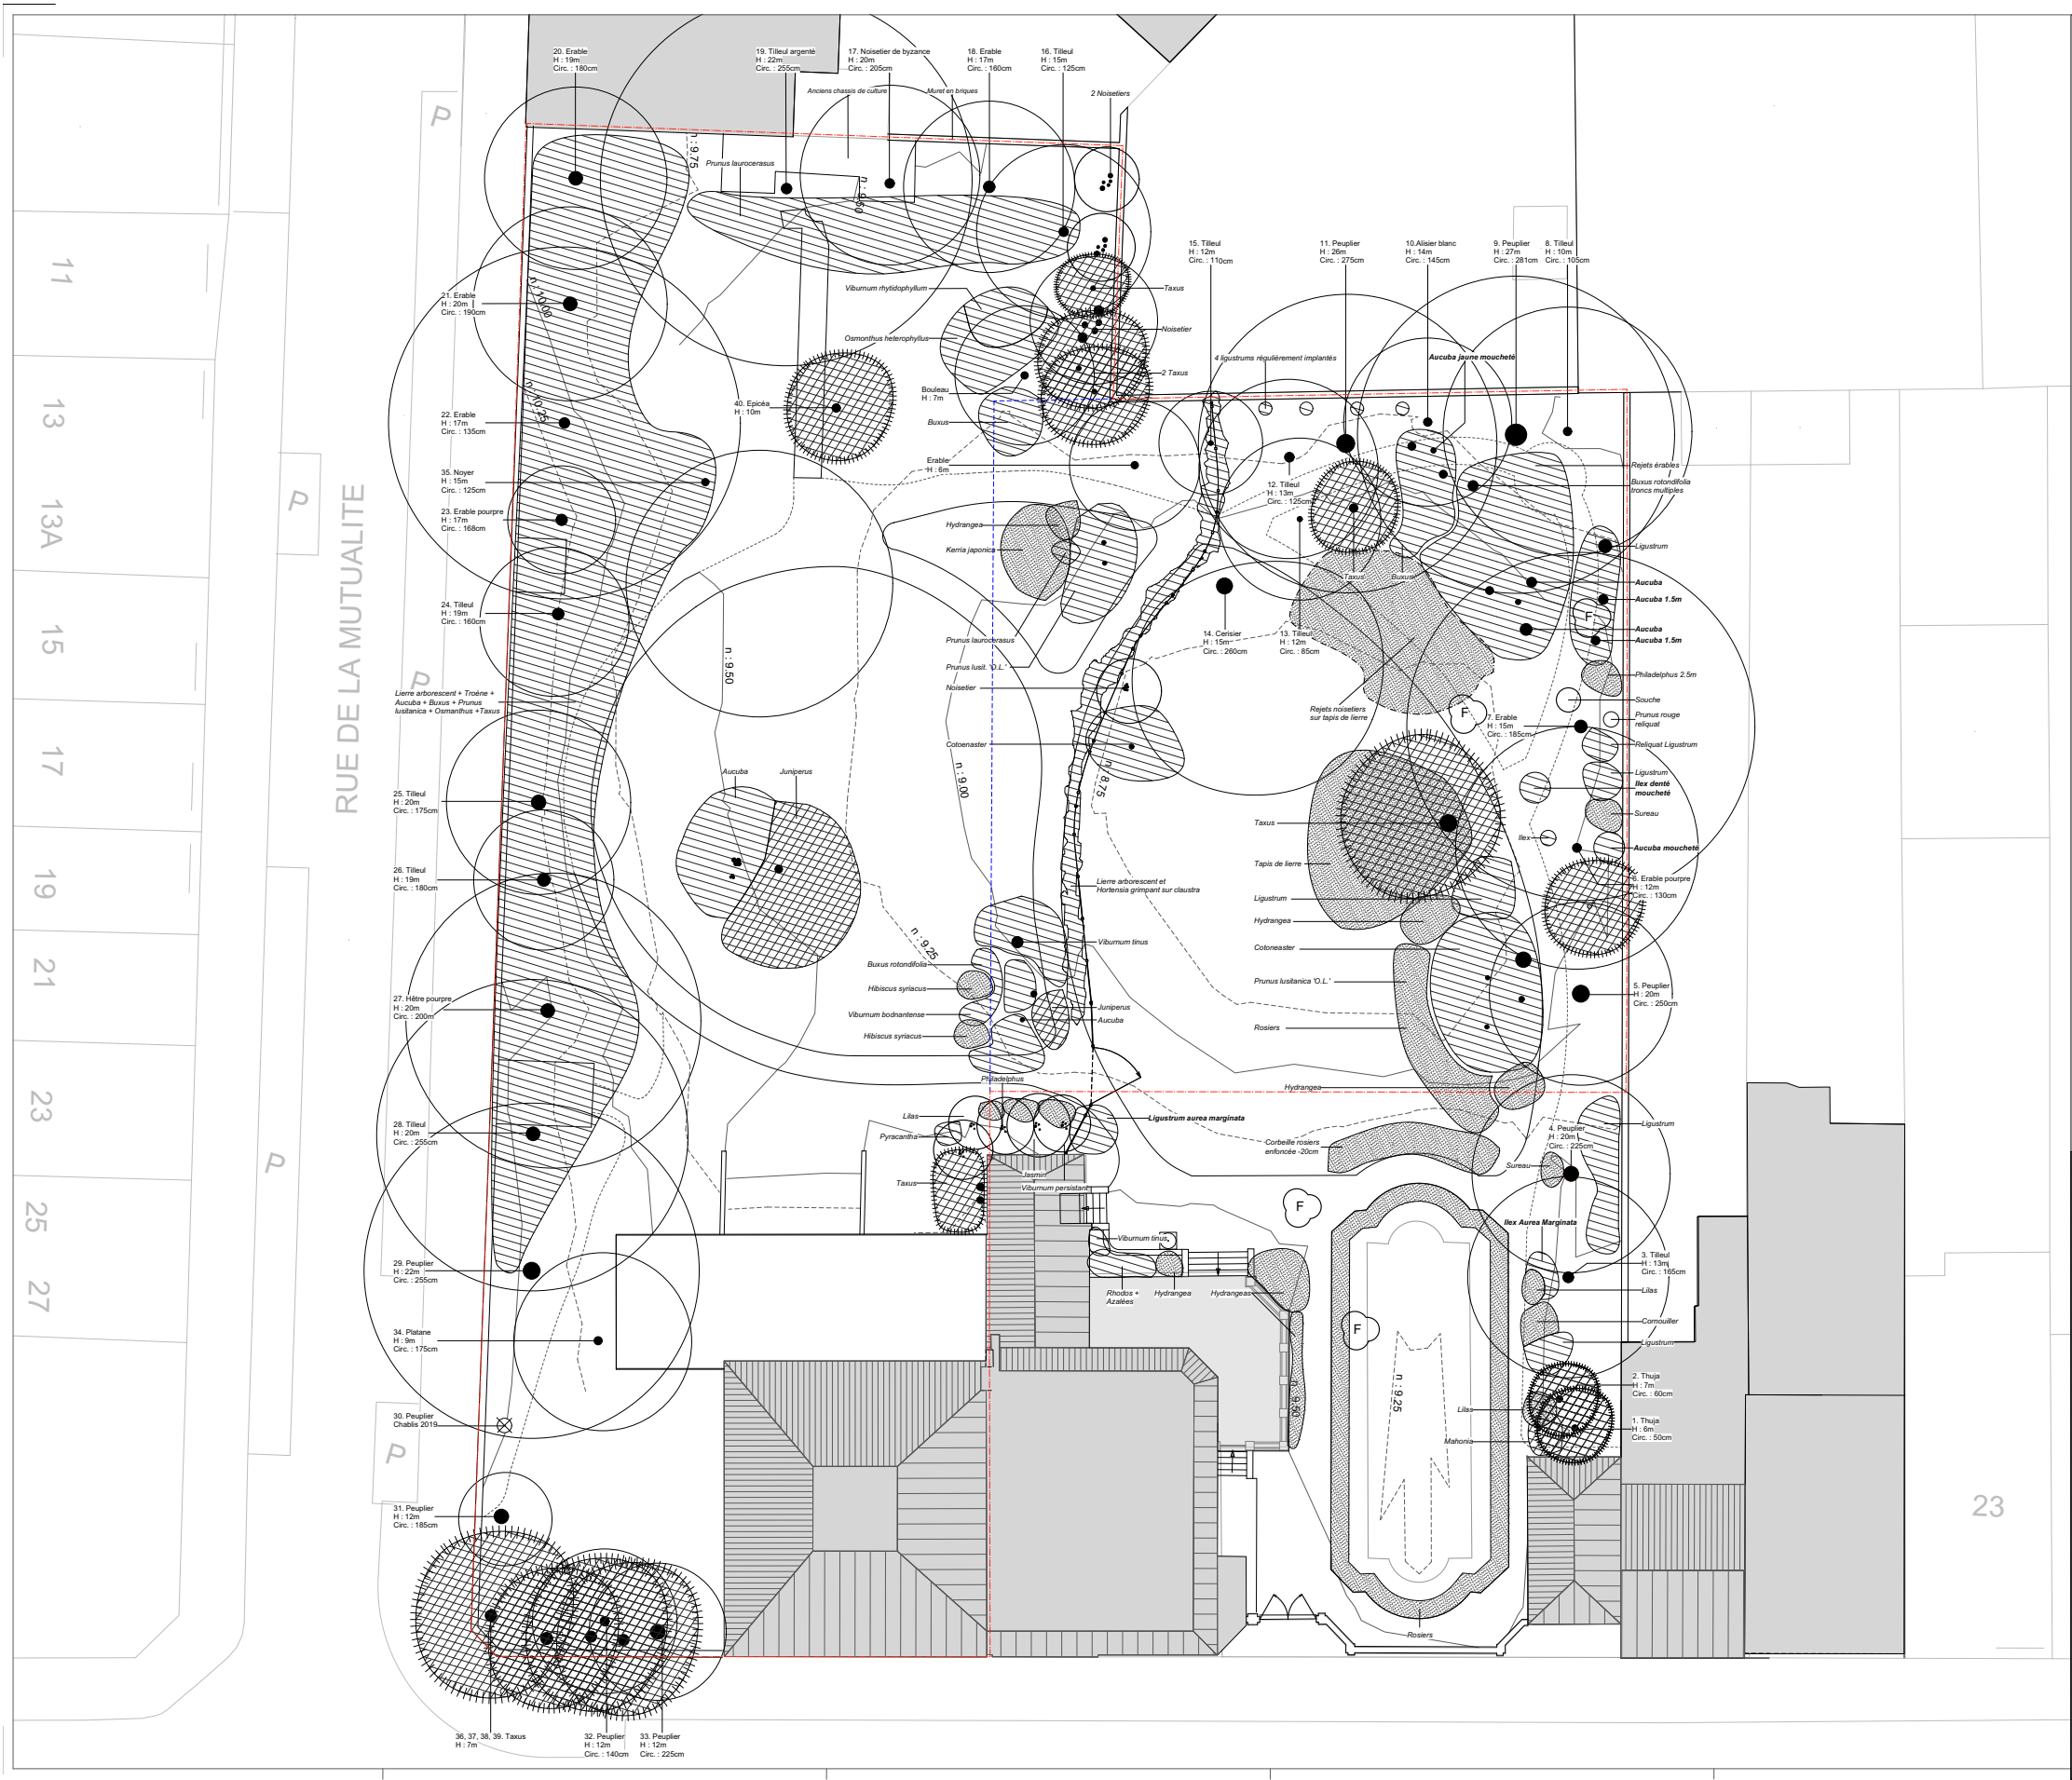 20. Erable
H : 19m
Circ. : 180cm
19. Tilleul argenté
H : 22m
Circ. : 255cm
17. Noisetier de byzance
H : 20m
Circ. : 205cm
18. Erable
H : 17m
Circ. : 160cm
16. Tilleul
H : 15m
Circ. : 125cm
Anciens chassis de culture
Muret en briques
2 Noisetiers
P
n : 9.75
Prunus laurocerasus
n : 9.50
15. Tilleul
H : 12m
Circ. : 110cm
11. Peuplier
H : 26m
Circ. : 275cm
10.Alisier blanc
H : 14m
Circ. : 145cm
9. Peuplier
H : 27m
Circ. : 281cm
8. Tilleul
H : 10m
Circ. : 105cm
11
21. Erable
H : 20m
Circ. : 190cm
n : 10.00
Viburnum rhytidophyllum
Taxus
Noisetier
Osmonthus heterophyllus
2 Taxus
4 ligustrums régulièrement implantés
Aucuba jaune moucheté
13
22. Erable
H : 17m
Circ. : 135cm
n : 10.25
40. Epicéa
H : 10m
Bouleau
H : 7m
Buxus
Erable
H : 6m
Rejets érables
Buxus rotondifolia
troncs multiples
35. Noyer
H : 15m
Circ. : 125cm
12. Tilleul
H : 13m
Circ. : 125cm
P
13A
23. Erable pourpre
H : 17m
Circ. : 168cm
Hydrangea
Kerria japonica
Ligustrum
Taxus
Buxus
Aucuba
Aucuba 1.5m
F
RUE DE LA MUTUALITE
24. Tilleul
H : 19m
Circ. : 160cm
15
Prunus laurocerasus
14. Cerisier
H : 15m
Circ. : 260cm
13. Tilleul
H : 12m
Circ. : 85cm
Aucuba
Aucuba 1.5m
n : 9.50
Prunus lusit. 'O.L.'
Noisetier
Philadelphus 2.5m
P
Lierre arborescent + Troène +
Aucuba + Buxus + Prunus
lusitanica + Osmanthus +Taxus
Souche
Rejets noisetiers
sur tapis de lierre
F
7. Erable
H : 15m
Circ. : 185cm
Prunus rouge
reliquat
Cotoenaster
Reliquat Ligustrum
17
Aucuba
Juniperus
n : 9.00
n : 8.75
Ligustrum
Ilex denté
moucheté
25. Tilleul
H : 20m
Circ. : 175cm
Taxus
Sureau
Ilex
Aucuba moucheté
Tapis de lierre
19
26. Tilleul
H : 19m
Circ. : 180cm
Lierre arborescent et
Hortensia grimpant sur claustra
6. Erable pourpre
H : 12m
Circ. : 130cm
Ligustrum
Hydrangea
n : 9.25
Viburnum tinus
Cotoneaster
21
Buxus rotondifolia
Hibiscus syriacus
Prunus lusitanica 'O.L.'
5. Peuplier
H : 20m
Circ. : 250cm
27. Hêtre pourpre
H : 20m
Circ. : 200m
Viburnum bodnantense
Juniperus
Aucuba
Hibiscus syriacus
Rosiers
Philadelphus
Hydrangea
23
Lilas
Ligustrum aurea marginata
Ligustrum
28. Tilleul
H : 20m
Circ. : 255cm
Pyracantha
Corbeille rosiers
enfoncée -20cm
4. Peuplier
H : 20m
Circ. : 225cm
P
Sureau
Taxus
Jasmin
Viburnum persistant
25
F
Ilex Aurea Marginata
Viburnum tinus
29. Peuplier
H : 22m
Circ. : 255cm
3. Tilleul
H : 13m
Circ. : 165cm
27
Rhodos +
Azalées
Hydrangea
Hydrangeas
Lilas
F
Cornouiller
34. Platane
H : 9m
Circ. : 175cm
Ligustrum
n : 9.50
n : 9.25
2. Thuja
H : 7m
Circ. : 60cm
Lilas
30. Peuplier
Chablis 2019
1. Thuja
H : 6m
Circ. : 50cm
P
Mahonia
31. Peuplier
H : 12m
Circ. : 185cm
23
Rosiers
36, 37, 38, 39. Taxus
H : 7m
32. Peuplier
H : 12m
Circ. : 140cm
33. Peuplier
H : 12m
Circ. : 225cm